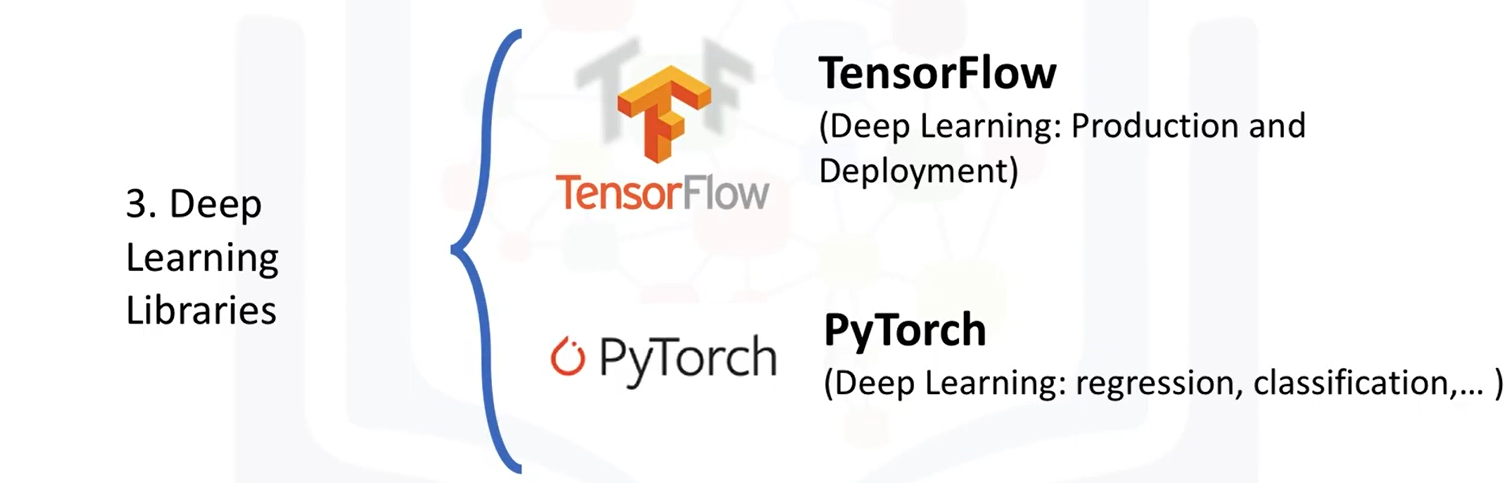 3. Deep
Learning
Libraries
TensorFlow
TensorFlow
(Deep Learning: Production and
Deployment)
PyTorch
PyTorch
(Deep Learning: regression, classification,... )